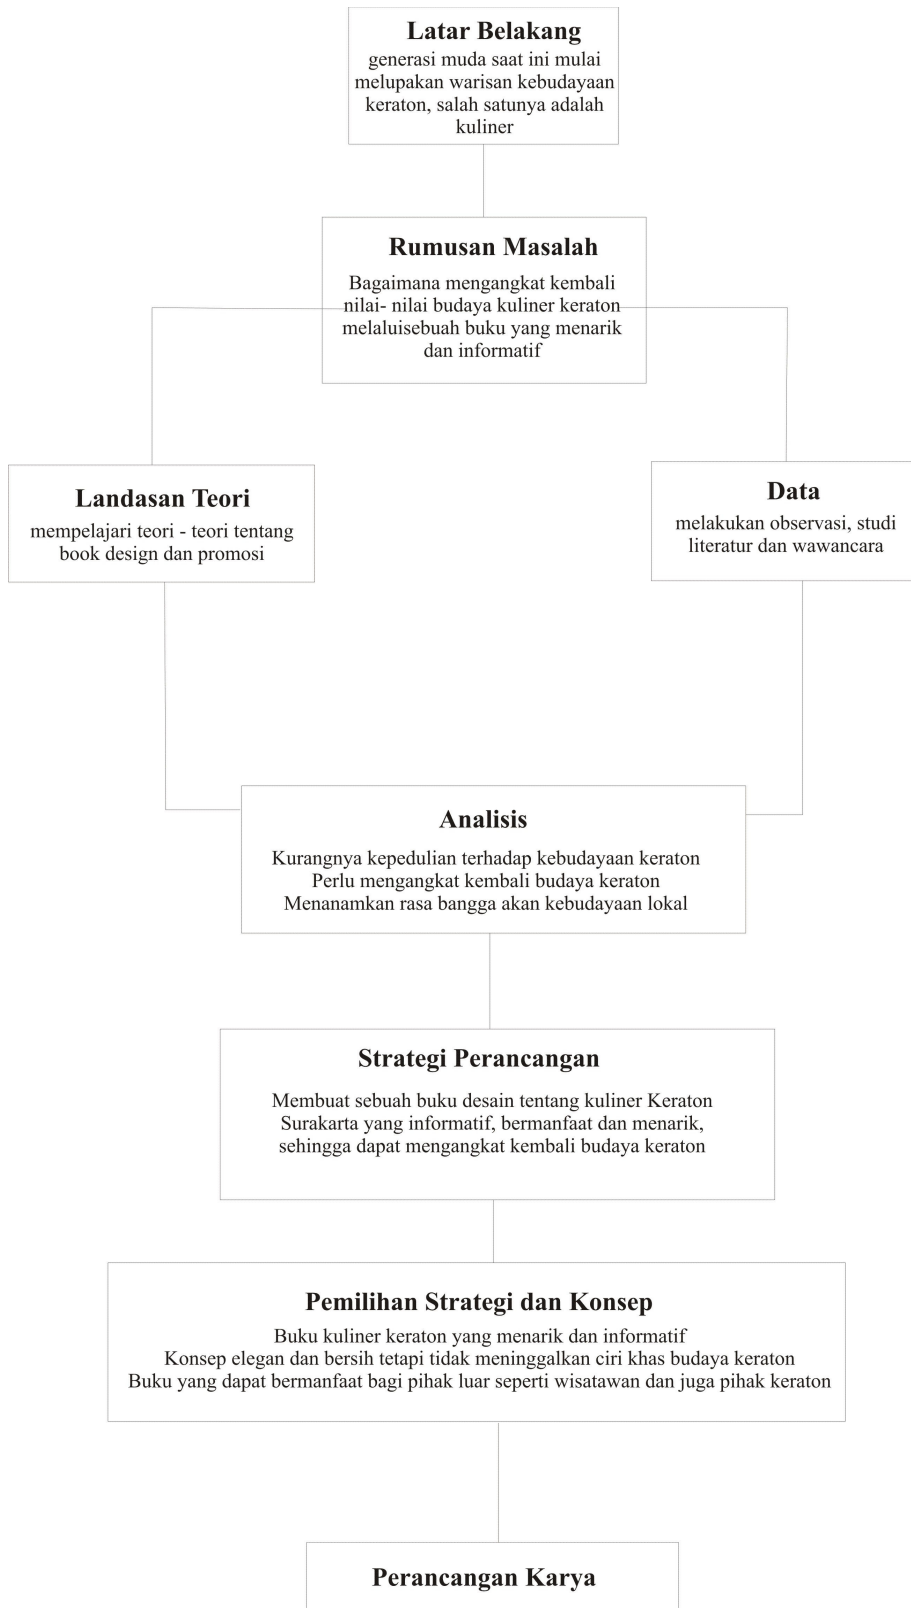 Latar Belakang
generasi muda saat ini mulai
melupakan warisan kebudayaan
keraton, salah satunya adalah
kuliner
Rumusan Masalah
Bagaimana mengangkat kembali
nilai- nilai budaya kuliner keraton
melaluisebuah buku yang menarik
dan informatif
Landasan Teori
mempelajari teori - teori tentang
book design dan promosi
Data
melakukan observasi, studi
literatur dan wawancara
Analisis
Kurangnya kepedulian terhadap kebudayaan keraton
Perlu mengangkat kembali budaya keraton
Menanamkan rasa bangga akan kebudayaan lokal
Strategi Perancangan
Membuat sebuah buku desain tentang kuliner Keraton
Surakarta yang informatif, bermanfaat dan menarik,
sehingga dapat mengangkat kembali budaya keraton
Pemilihan Strategi dan Konsep
Buku kuliner keraton yang menarik dan informatif
Konsep elegan dan bersih tetapi tidak meninggalkan ciri khas budaya keraton
Buku yang dapat bermanfaat bagi pihak luar seperti wisatawan dan juga pihak keraton
Perancangan Karya